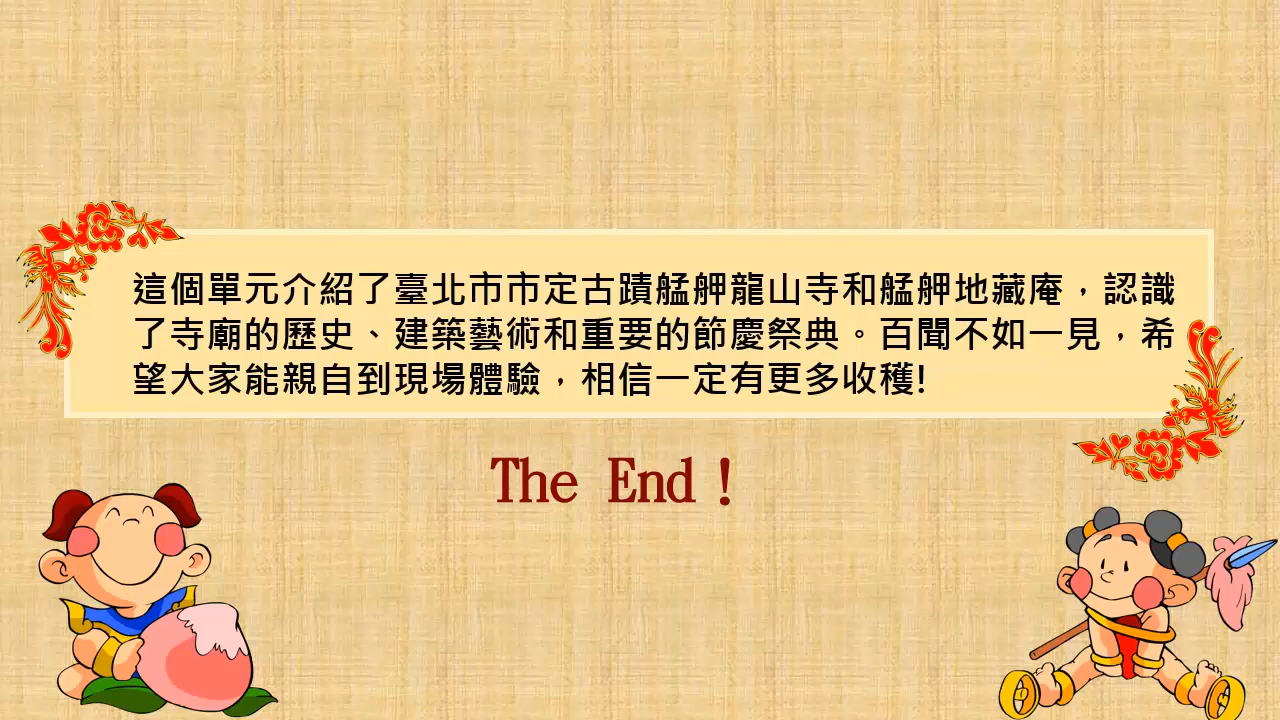 這個單元介紹了臺北市市定古蹟艋舺龍山寺和艋舺地藏庵，認識
了寺廟的歷史、建築藝術和重要的節慶祭典。百聞不如一見，希
望大家能親自到現場體驗，相信一定有更多收穫!
The End！